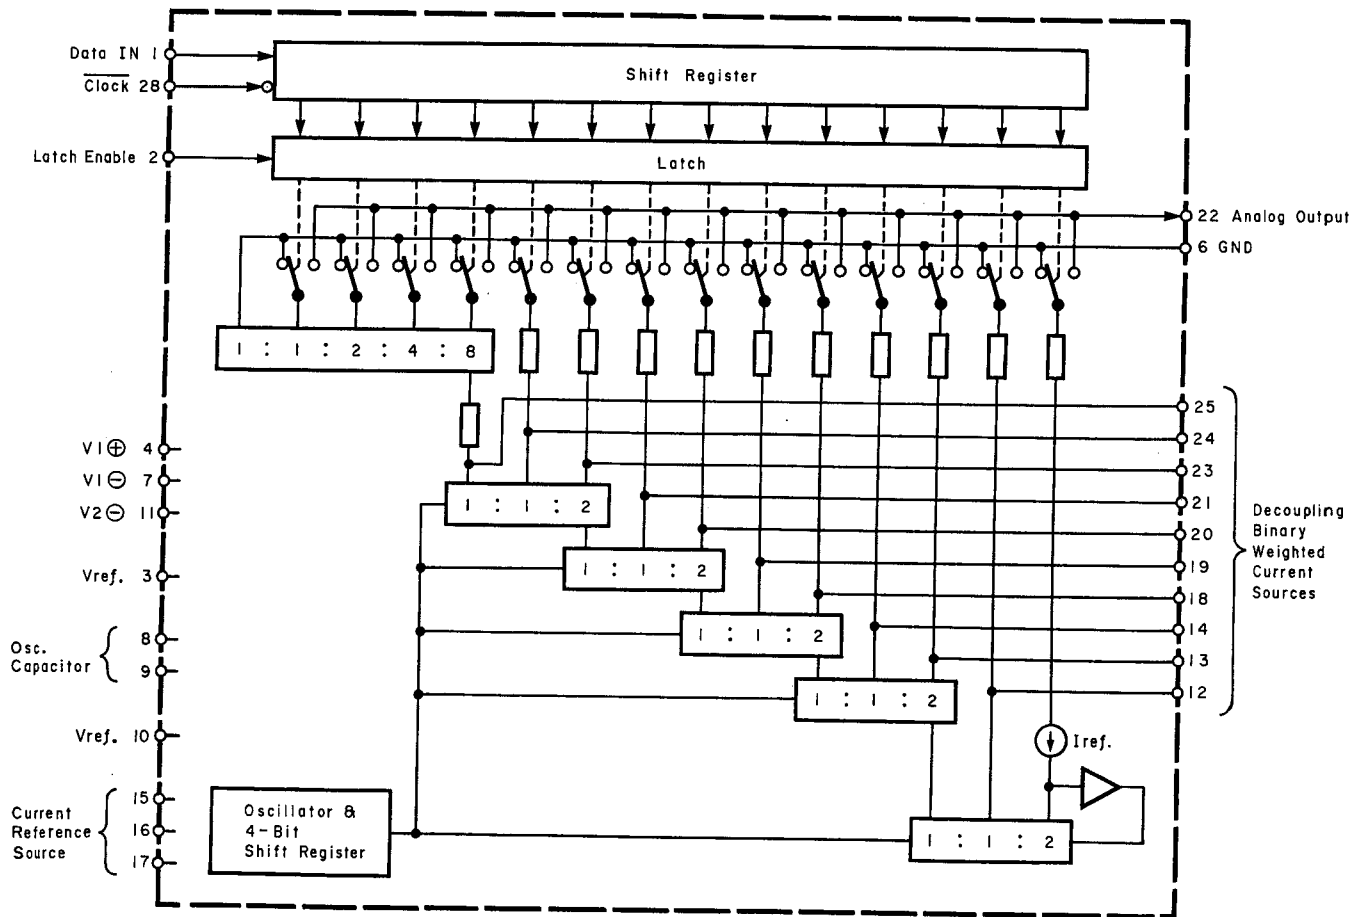 Data IN 1
Clock 28
Shift Register
Latch Enable 2
Latch
22 Analog Output
6 GND
1 : 1 : 2 : 4 : 8
25
24
23
21
20
19
18
14
13
12
Decoupling
Binary
Weighted
Current
Sources
V1⊕ 4
V1⊖ 7
V2⊖ 11
1 : 1 : 2
Vref. 3
1 : 1 : 2
Osc.
Capacitor
8
9
1 : 1 : 2
1 : 1 : 2
Vref. 10
Iref.
Current
Reference
Source
15
16
17
Oscillator &
4-Bit
Shift Register
1 : 1 : 2